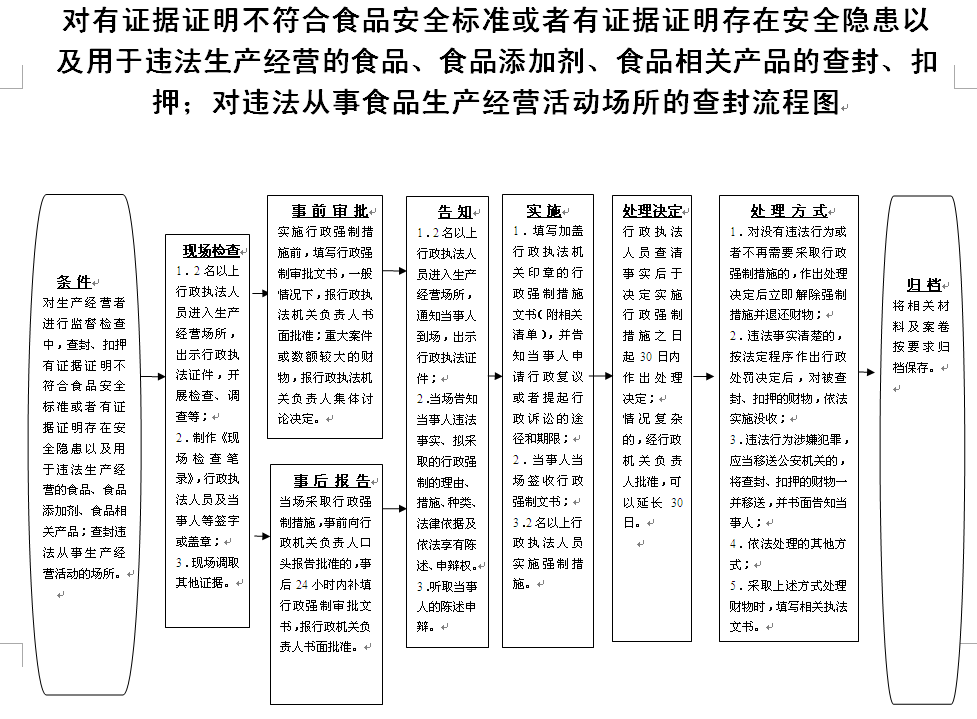 对有证据证明不符合食品安全标准或者有证据证明存在安全隐患以
及用于违法生产经营的食品、食品添加剂、食品相关产品的查封、扣
押；对违法从事食品生产经营活动场所的查封流程图
条 件
对生产经营者
进行监督检查
中，查封、扣押
有证据证明不
符合食品安全
标准或者有证
据证明存在安
全隐患以及用
于违法生产经
营的食品、食品
添加剂、食品相
关产品；查封违
法从事生产经
营活动的场所。
现场检查
1．2名以上
行政执法人
员进入生产
经营场所，
出示行政执
法证件，开
展检查、调
查等；
2．制作《现
场检查笔
录》，行政执
法人员及当
事人等签字
或盖章；
3．现场调取
其他证据。
事 前 审 批
实施行政强制措
施前，填写行政强
制审批文书，一般
情况下，报行政执
法机关负责人书
面批准；重大案件
或数额较大的财
物，报行政执法机
关负责人集体讨
论决定。
事 后 报 告
当场采取行政强
制措施，事前向行
政机关负责人口
头报告批准的，事
后24小时内补填
行政强制审批文
书，报行政机关负
责人书面批准。
告 知
1．2名以上
行政执法人
员进入生产
经营场所，
通知当事人
到场，出示
行政执法证
件；
2．当场告知
当事人违法
事实、拟采
取的行政强
制的理由、
措施、种类、
法律依据及
依法享有陈
述、申辩权。
3．听取当事
人的陈述申
辩。
实 施
1．填写加盖
行政执法机
关印章的行
政强制措施
文书（附相关
清单），并告
知当事人申
请行政复议
或者提起行
政诉讼的途
径和期限；
2．当事人当
场签收行政
强制文书；
3．2名以上行
政执法人员
实施强制措
施。
处理决定
行政执法
人员查清
事实后于
决定实施
行政强制
措施之日
起30日内
作出处理
决定；
情况复杂
的，经行政
机关负责
人批准，可
以延长 30
日。
处 理 方 式
1．对没有违法行为或
者不再需要采取行政
强制措施的，作出处理
决定后立即解除强制
措施并退还财物；
2．违法事实清楚的，
按法定程序作出行政
处罚决定后，对被查
封、扣押的财物，依法
实施没收；
3．违法行为涉嫌犯罪，
应当移送公安机关的，
将查封、扣押的财物一
并移送，并书面告知当
事人；
4．依法处理的其他方
式；
5．采取上述方式处理
财物时，填写相关执法
文书。
归 档
将相关材
料及案卷
按要求归
档保存。